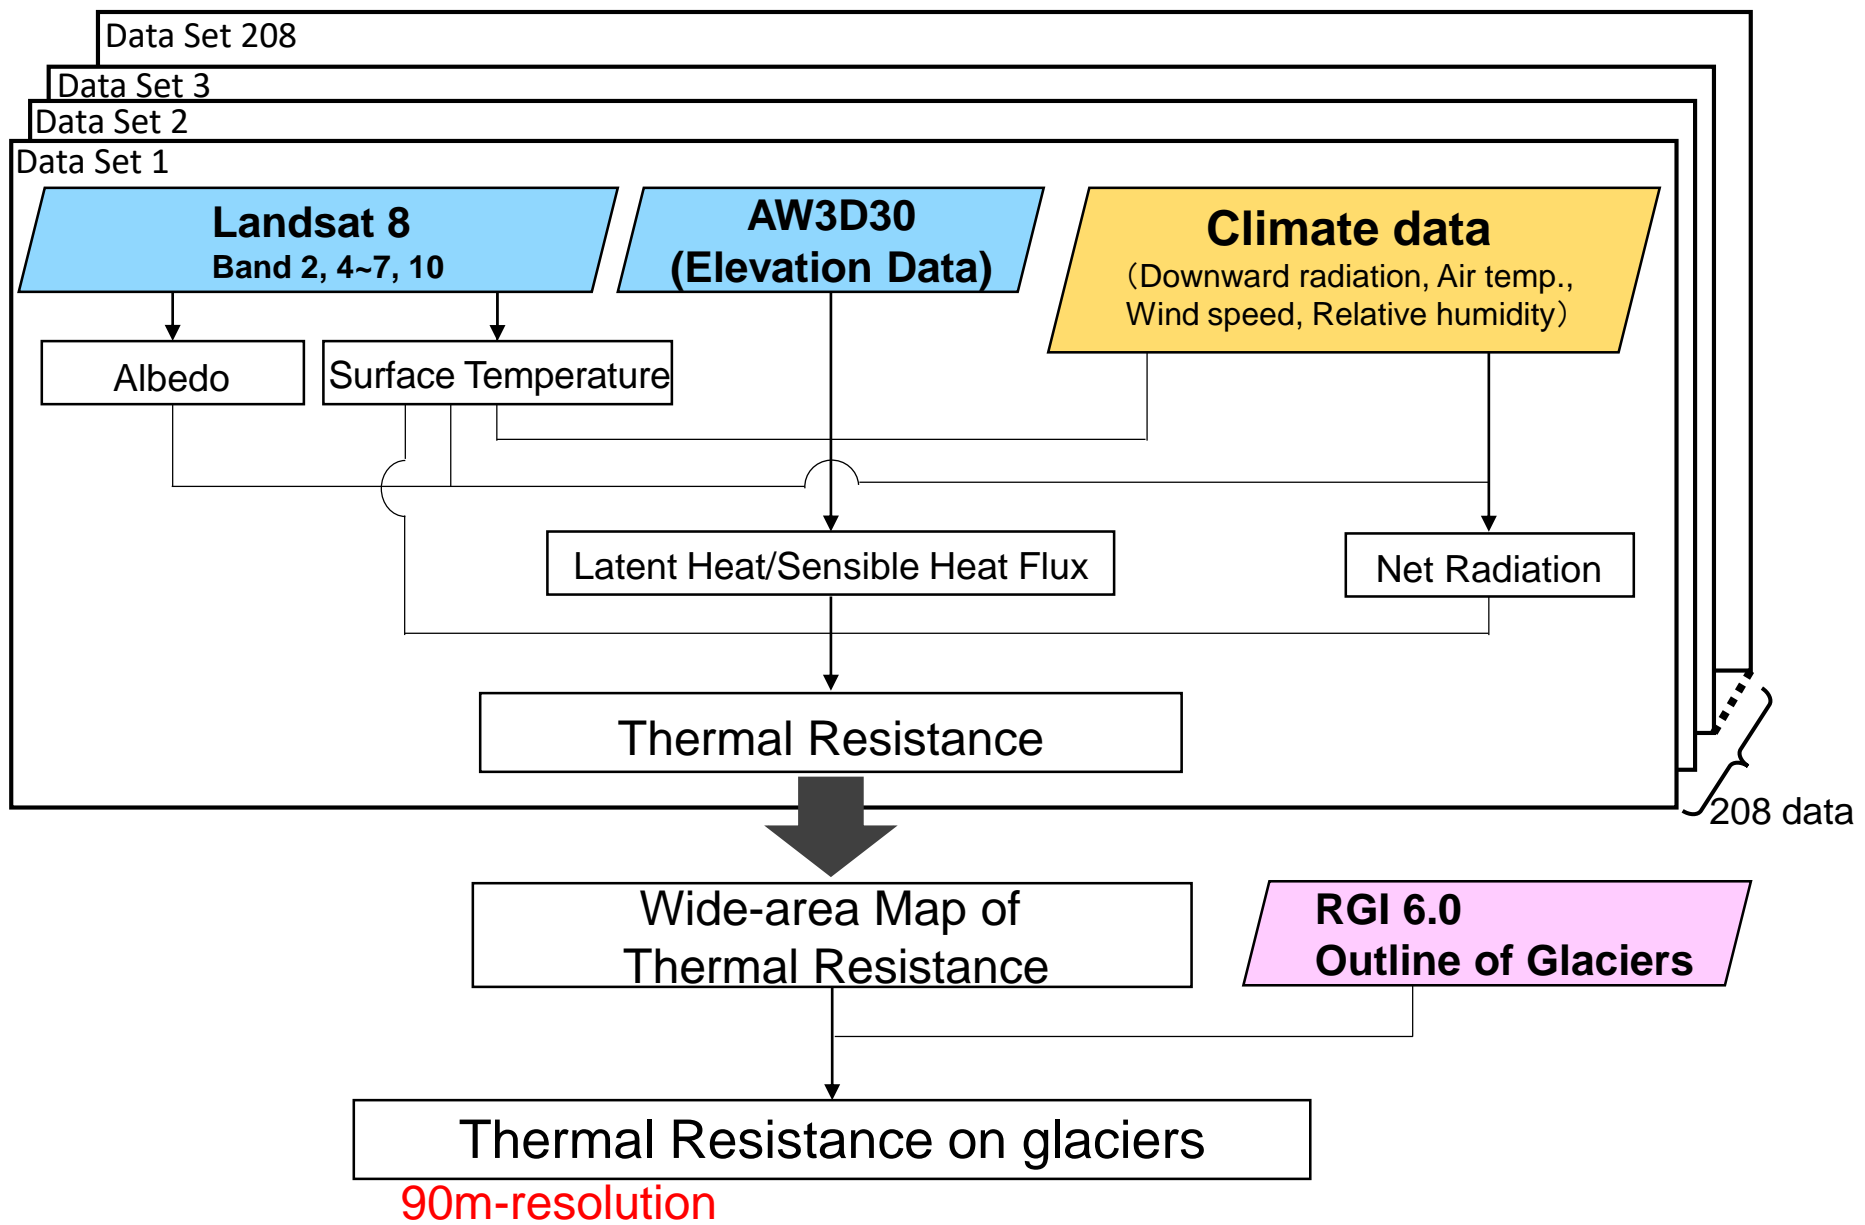 Data Set 208
Data Set 3
Data Set 2
Data Set 1
Landsat 8
Band 2, 4~7, 10
AW3D30
(Elevation Data)
Climate data
（Downward radiation, Air temp.,
Wind speed, Relative humidity）
Albedo
Surface Temperature
Latent Heat/Sensible Heat Flux
Net Radiation
Thermal Resistance
208 data
Wide-area Map of
Thermal Resistance
RGI 6.0
Outline of Glaciers
Thermal Resistance on glaciers
90m-resolution